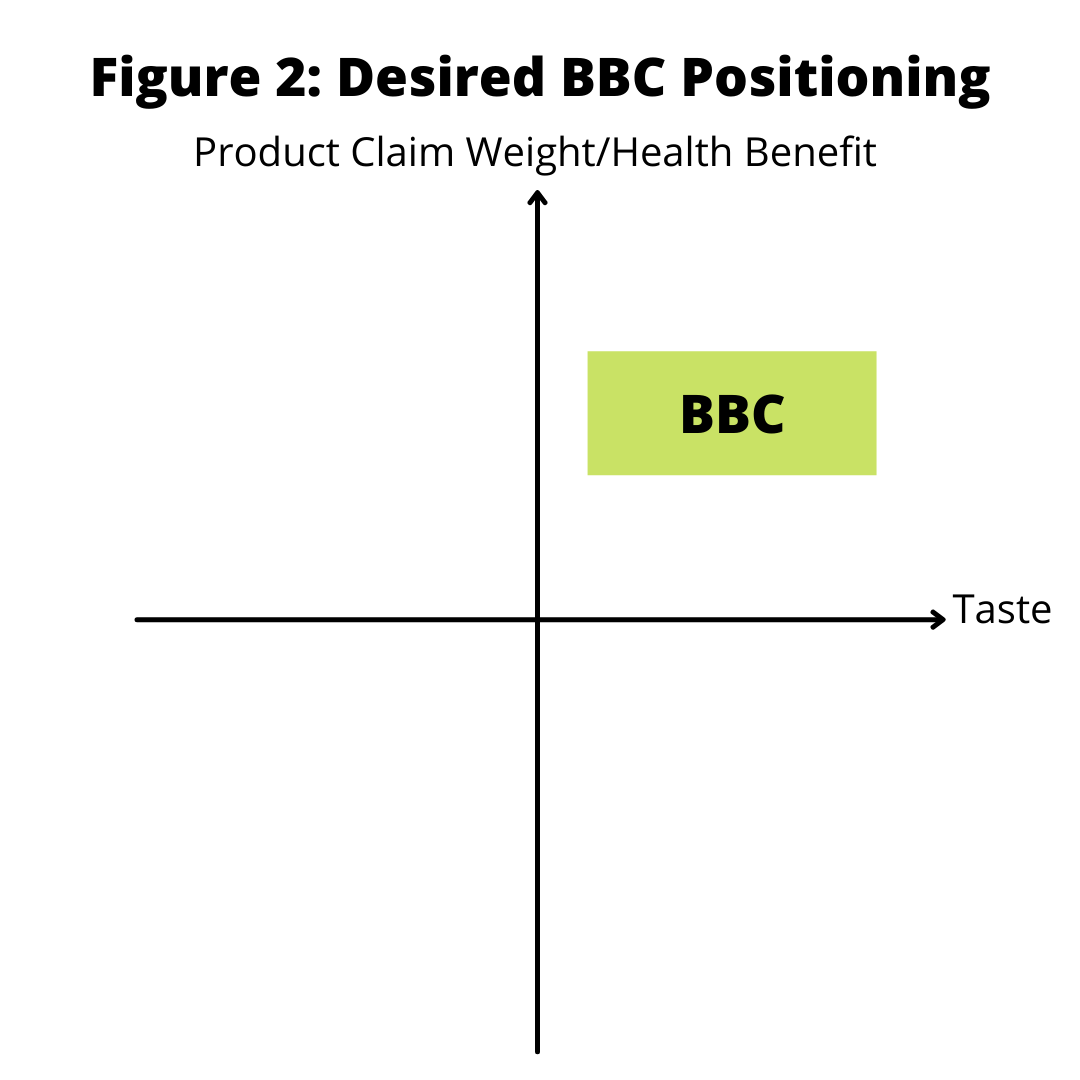 Figure 2: Desired BBC Positioning
Product Claim Weight/Health Benefit
BBC
Taste